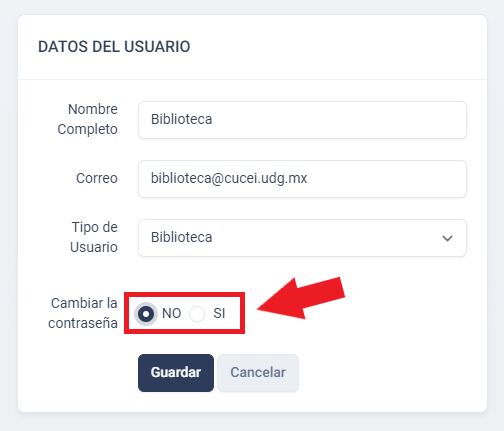 DATOS DEL USUARIO
Nombre
Completo
Biblioteca
Correo
biblioteca@cucei.udg.mx
Tipo de
Usuario
Biblioteca
Cambiar la
contraseña
NO SI
Guardar Cancelar